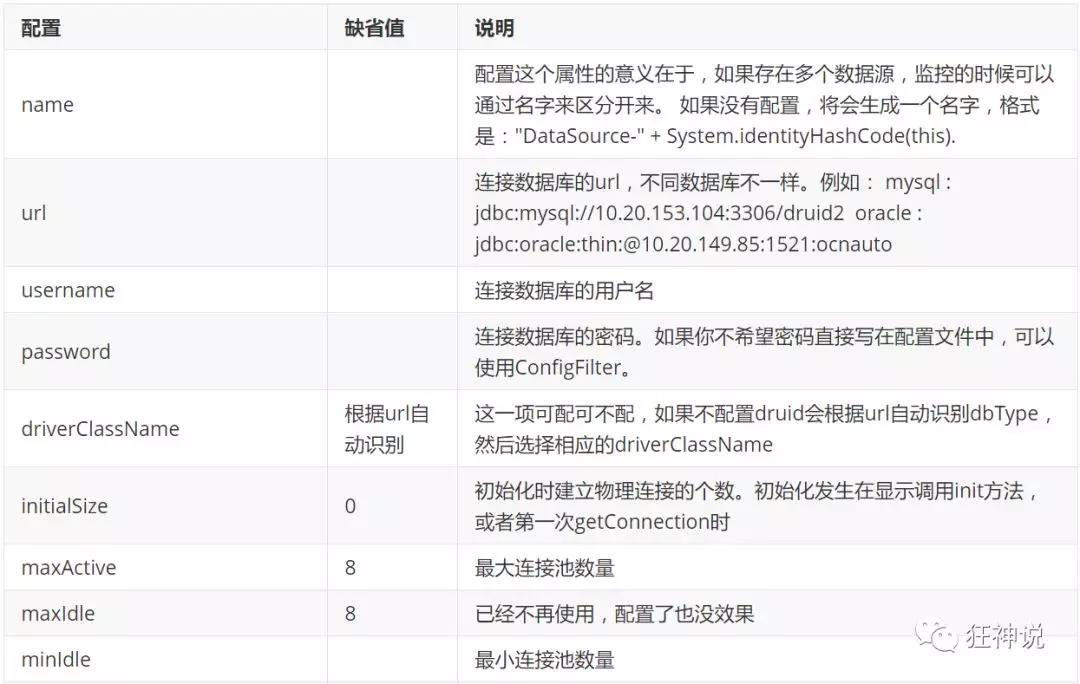 配置 缺省值 说明
配置这个属性的意义在于，如果存在多个数据源，监控的时候可以
name
通过名字来区分开来。 如果没有配置，将会生成一个名字，格式
是："DataSource-" + System.identityHashCode(this).
连接数据库的url，不同数据库不一样。例如： mysql :
url
jdbc:mysql://10.20.153.104:3306/druid2 oracle :
jdbc:oracle:thin:@10.20.149.85:1521:ocnauto
username 连接数据库的用户名
password
连接数据库的密码。如果你不希望密码直接写在配置文件中，可以
使用ConfigFilter。
driverClassName
根据url自
动识别
这一项可配可不配，如果不配置druid会根据url自动识别dbType，
然后选择相应的driverClassName
initialSize 0
初始化时建立物理连接的个数。初始化发生在显示调用init方法，
或者第一次getConnection时
maxActive 8 最大连接池数量
maxIdle 8 已经不再使用，配置了也没效果
minIdle 最小连接池数量
狂神说